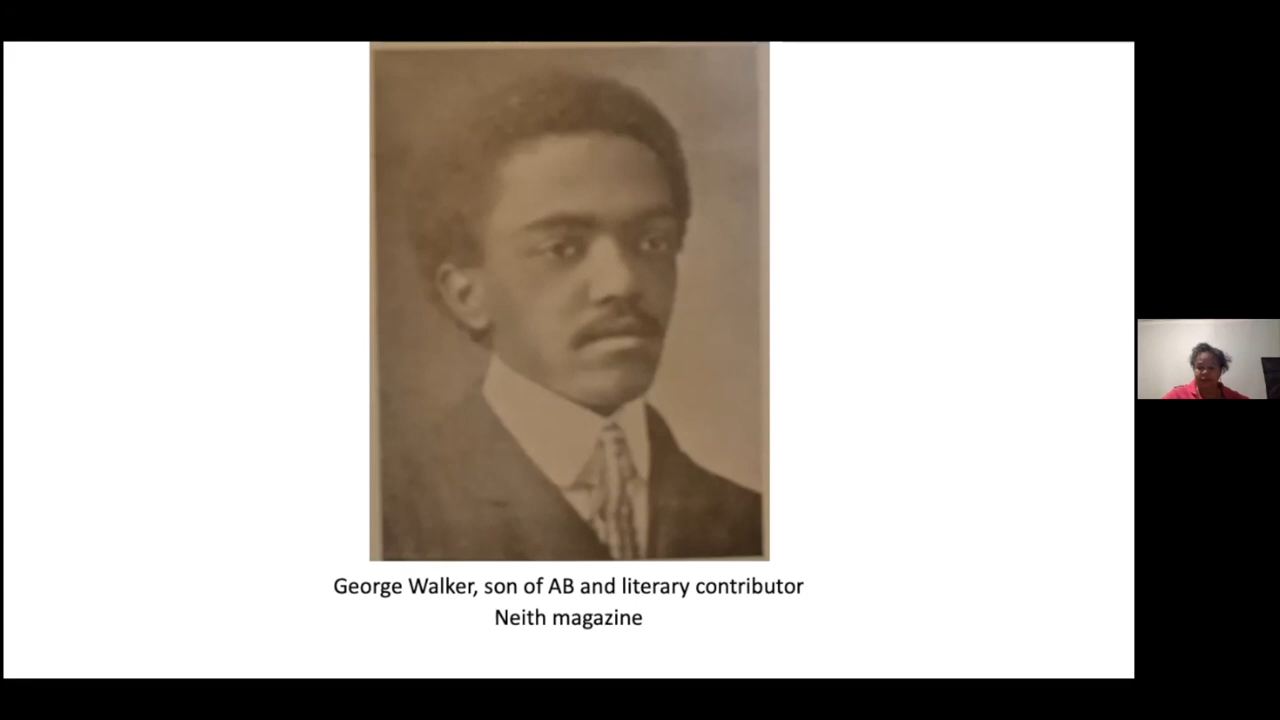 George Walker, son of AB and literary contributor
Neith magazine